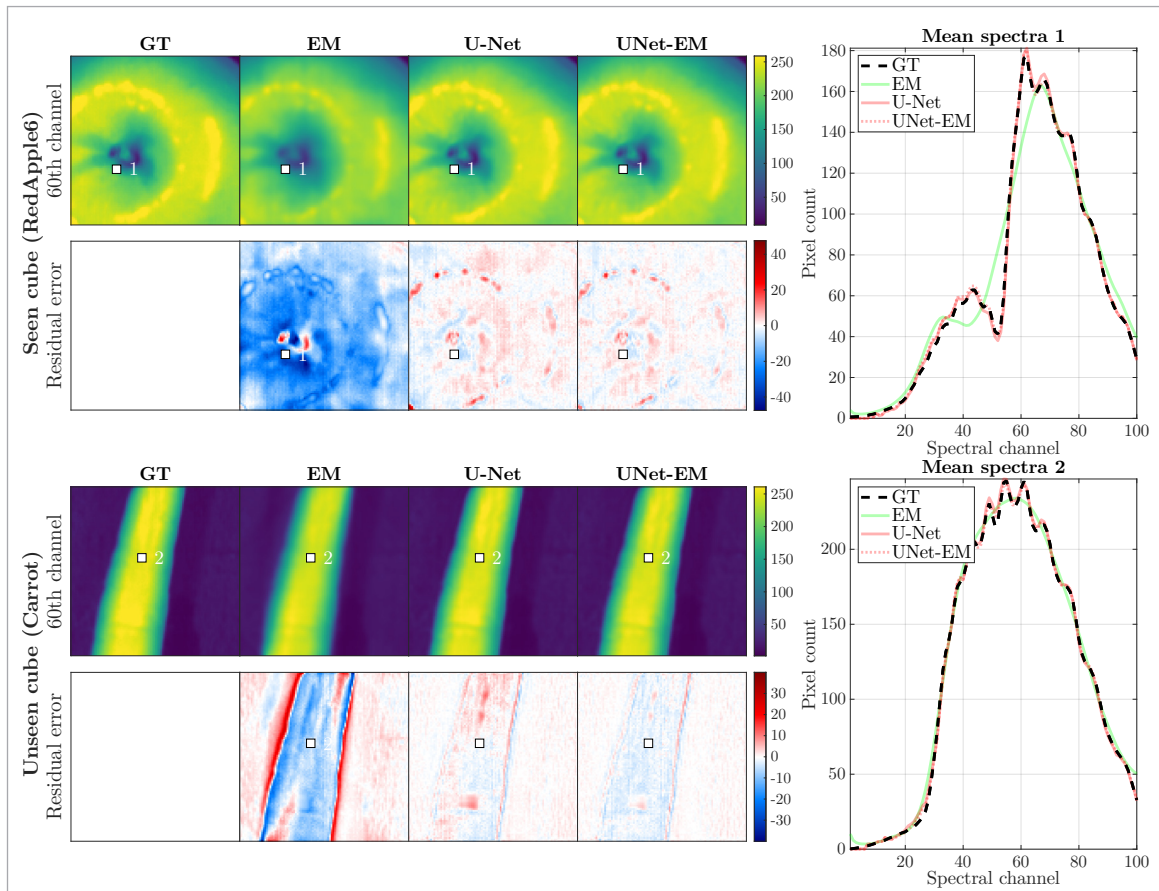 GT EM U-Net UNet-EM
Seen cube (RedApple6)
60th channel
1 1 1 1
250
200
150
100
50
Residual error
1
40
20
0
-20
-40
Mean spectra 1
GT
EM
U-Net
UNet-EM
Pixel count
180
160
140
120
100
80
60
40
20
0
20 40 60 80 100
Spectral channel
GT EM U-Net UNet-EM
Unseen cube (Carrot)
60th channel
2 2 2 2
250
200
150
100
50
Residual error
2
30
20
10
0
-10
-20
-30
Mean spectra 2
GT
EM
U-Net
UNet-EM
Pixel count
200
150
100
50
0
20 40 60 80 100
Spectral channel